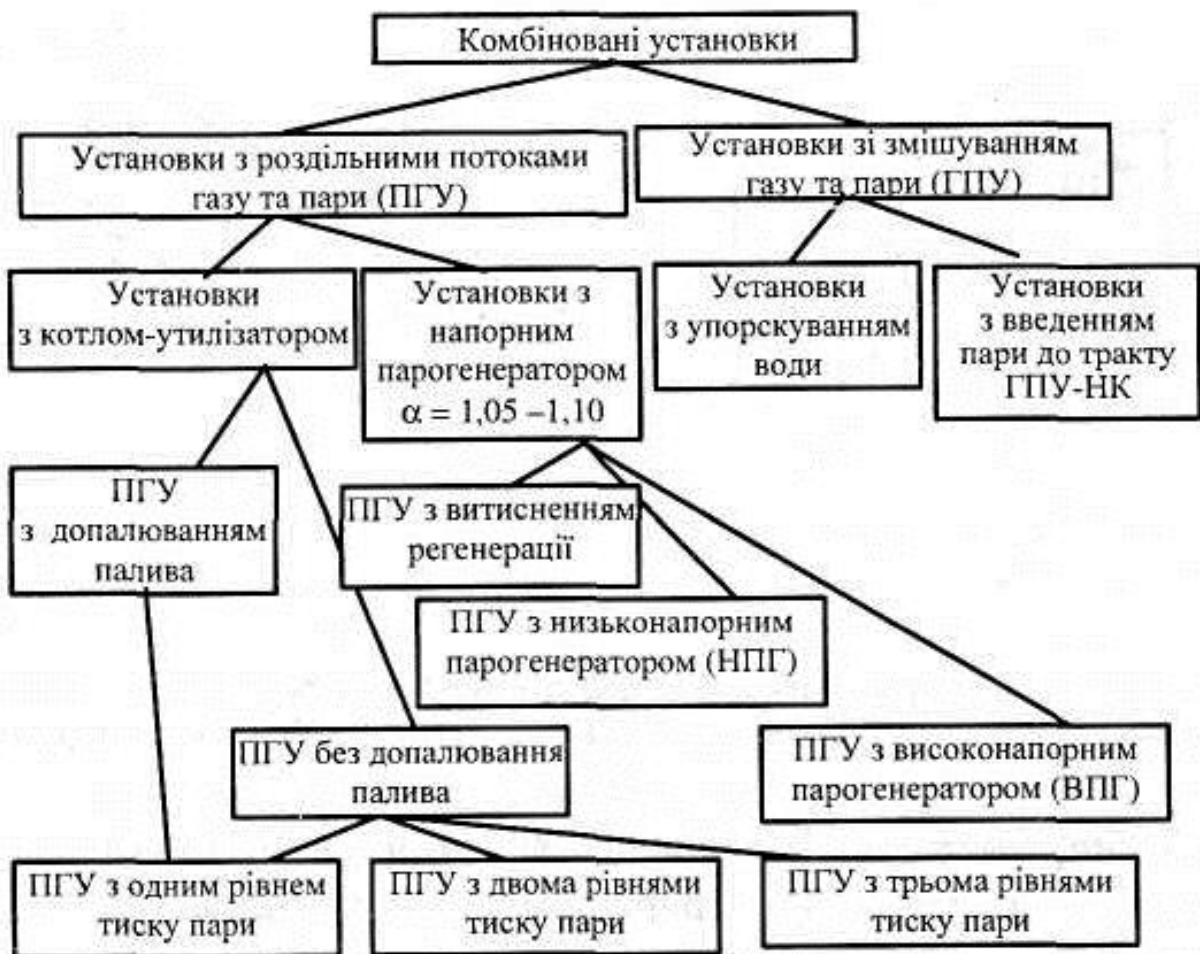 Комбіновані установки
Установки з роздільними потоками
газу та пари (ПГУ)
Установки зі змішуванням
газу та пари (ГПУ)
Установки
з котлом-утилізатором
Установки з
напорним
парогенератором
α = 1,05 –1,10
Установки
з упорскуванням
води
Установки
з введенням
пари до тракту
ГПУ-НК
ПГУ
з допалюванням
палива
ПГУ з витисненням
регенерації
ПГУ з низьконапорним
парогенератором (НПГ)
ПГУ без допалювання
палива
ПГУ з високонапорним
парогенератором (ВПГ)
ПГУ з одним рівнем
тиску пари
ПГУ з двома рівнями
тиску пари
ПГУ з трьома рівнями
тиску пари